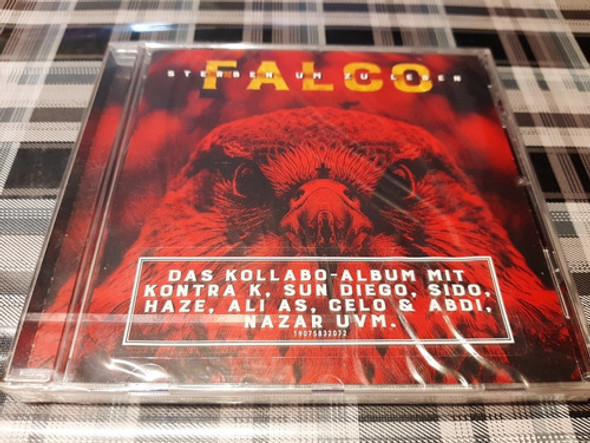 STERBEN UM ZU LEBEN
FALCO
DAS KOLLABO-ALBUM MIT
KONTRA K, SUN DIEGO, SIDO,
HAZE, ALI AS, CELO & ABDI,
NAZAR UVM.
19075832072